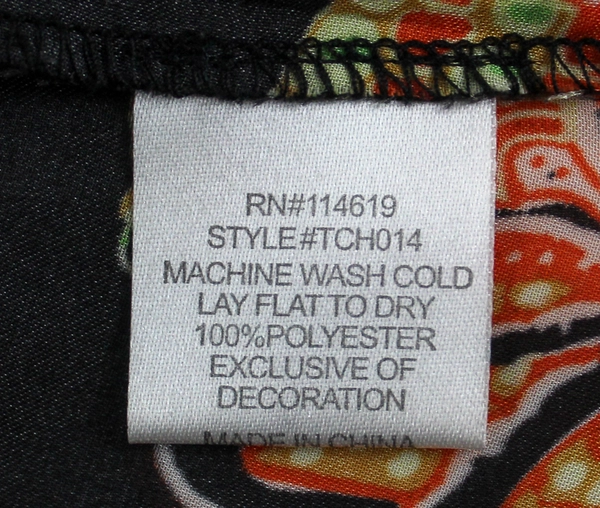 RN#114619
STYLE#TCH014
MACHINE WASH COLD
LAY FLAT TO DRY
100%POLYESTER
EXCLUSIVE OF
DECORATION
MADE IN CHINA